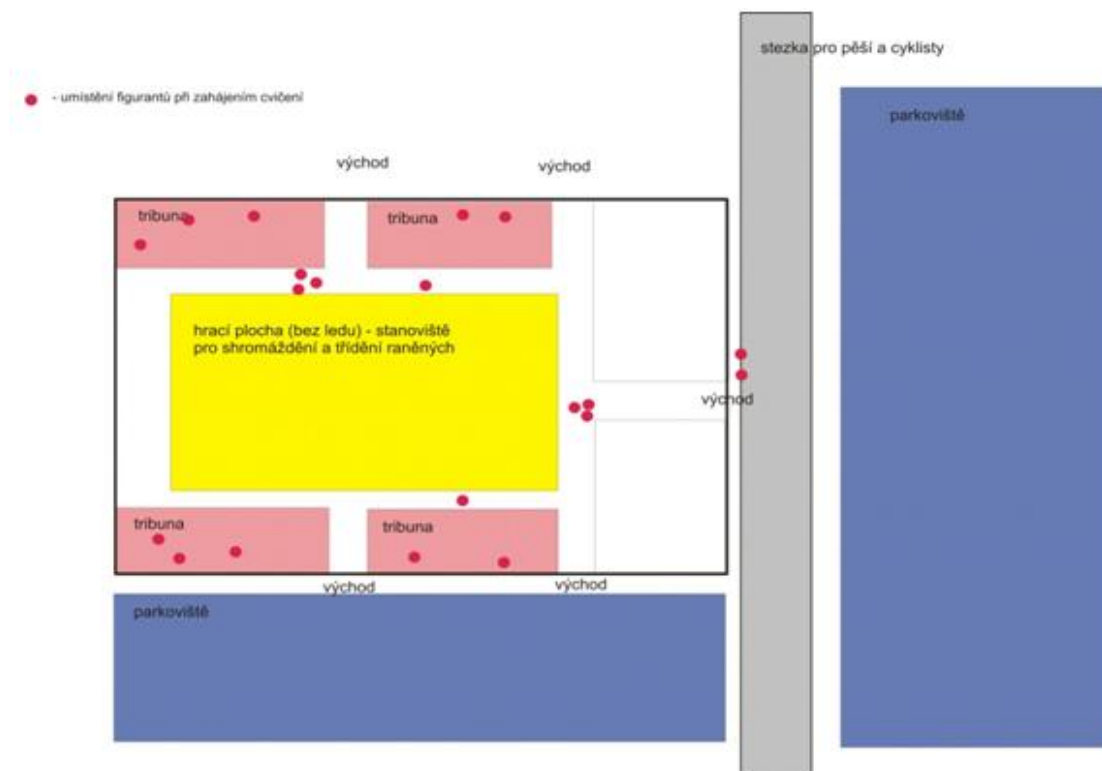 stezka pro pěší a cyklisty
- umístění figurantů při zahájením cvičení
parkoviště
východ
východ
tribuna
tribuna
hrací plocha (bez ledu) - stanoviště
pro shromáždění a třídění raněných
východ
tribuna
tribuna
východ
východ
parkoviště